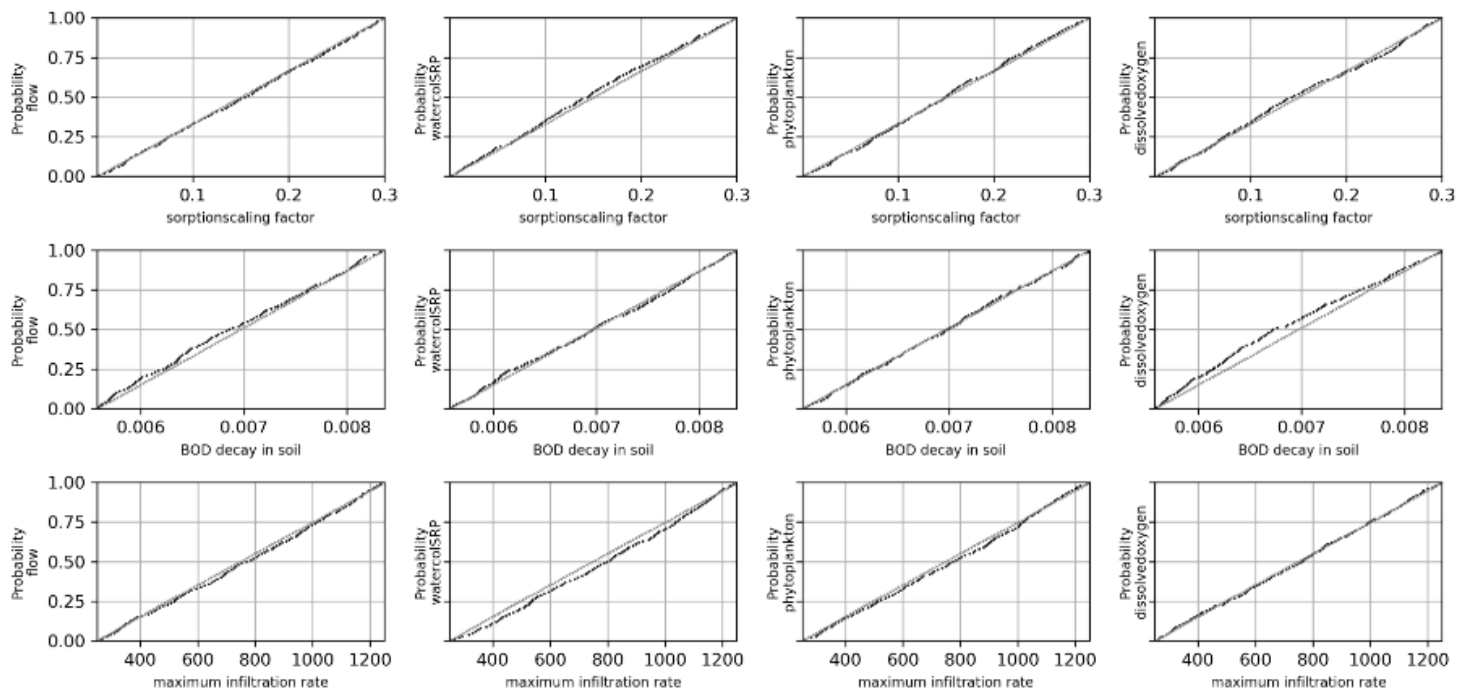 1.00
0.75
0.50
0.25
0.00
Probability
flow
0.1
0.2
0.3
sorptionscaling factor
Probability
watercolSRP
0.1
0.2
0.3
sorptionscaling factor
Probability
phytoplankton
0.1
0.2
0.3
sorptionscaling factor
Probability
dissolvedoxygen
0.1
0.2
0.3
sorptionscaling factor
1.00
0.75
0.50
0.25
0.00
Probability
flow
0.006
0.007
0.008
BOD decay in soil
Probability
watercolSRP
0.006
0.007
0.008
BOD decay in soil
Probability
phytoplankton
0.006
0.007
0.008
BOD decay in soil
Probability
dissolvedoxygen
0.006
0.007
0.008
BOD decay in soil
1.00
0.75
0.50
0.25
0.00
Probability
flow
400 600 800 1000 1200
maximum infiltration rate
Probability
watercolSRP
400 600 800 1000 1200
maximum infiltration rate
Probability
phytoplankton
400 600 800 1000 1200
maximum infiltration rate
Probability
dissolvedoxygen
400 600 800 1000 1200
maximum infiltration rate